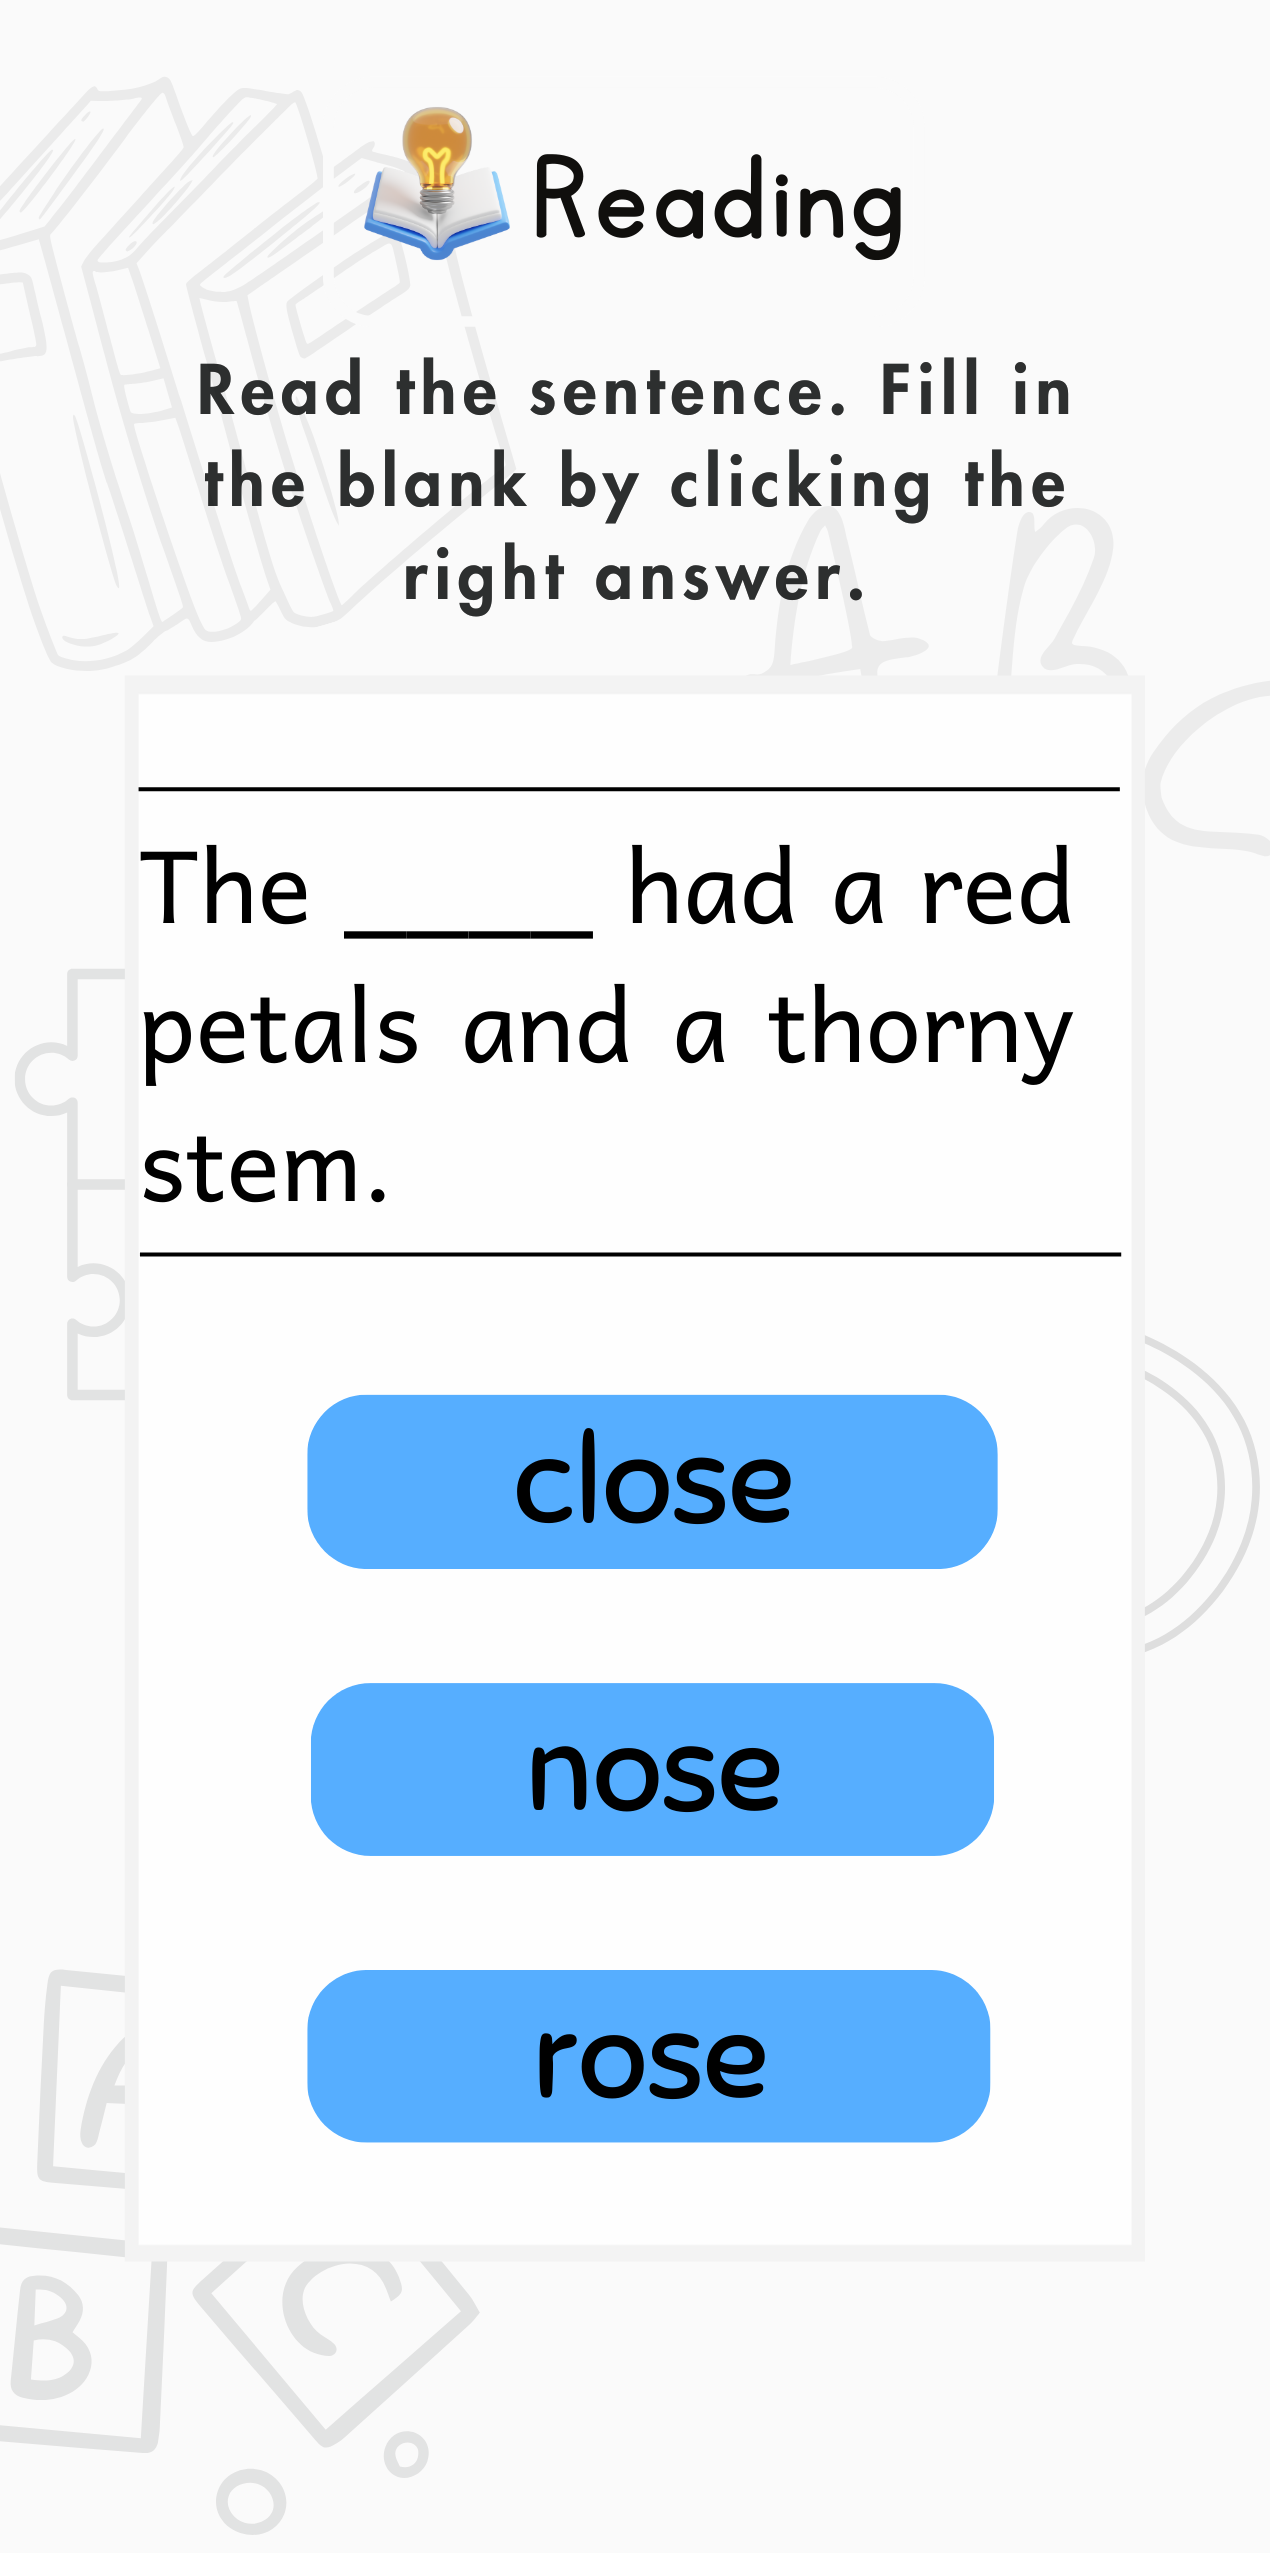 Reading
Read the sentence. Fill in
the blank by clicking the
right answer.
The ____ had a red
petals and a thorny
stem.
close
nose
rose
A B
C
A
B
C